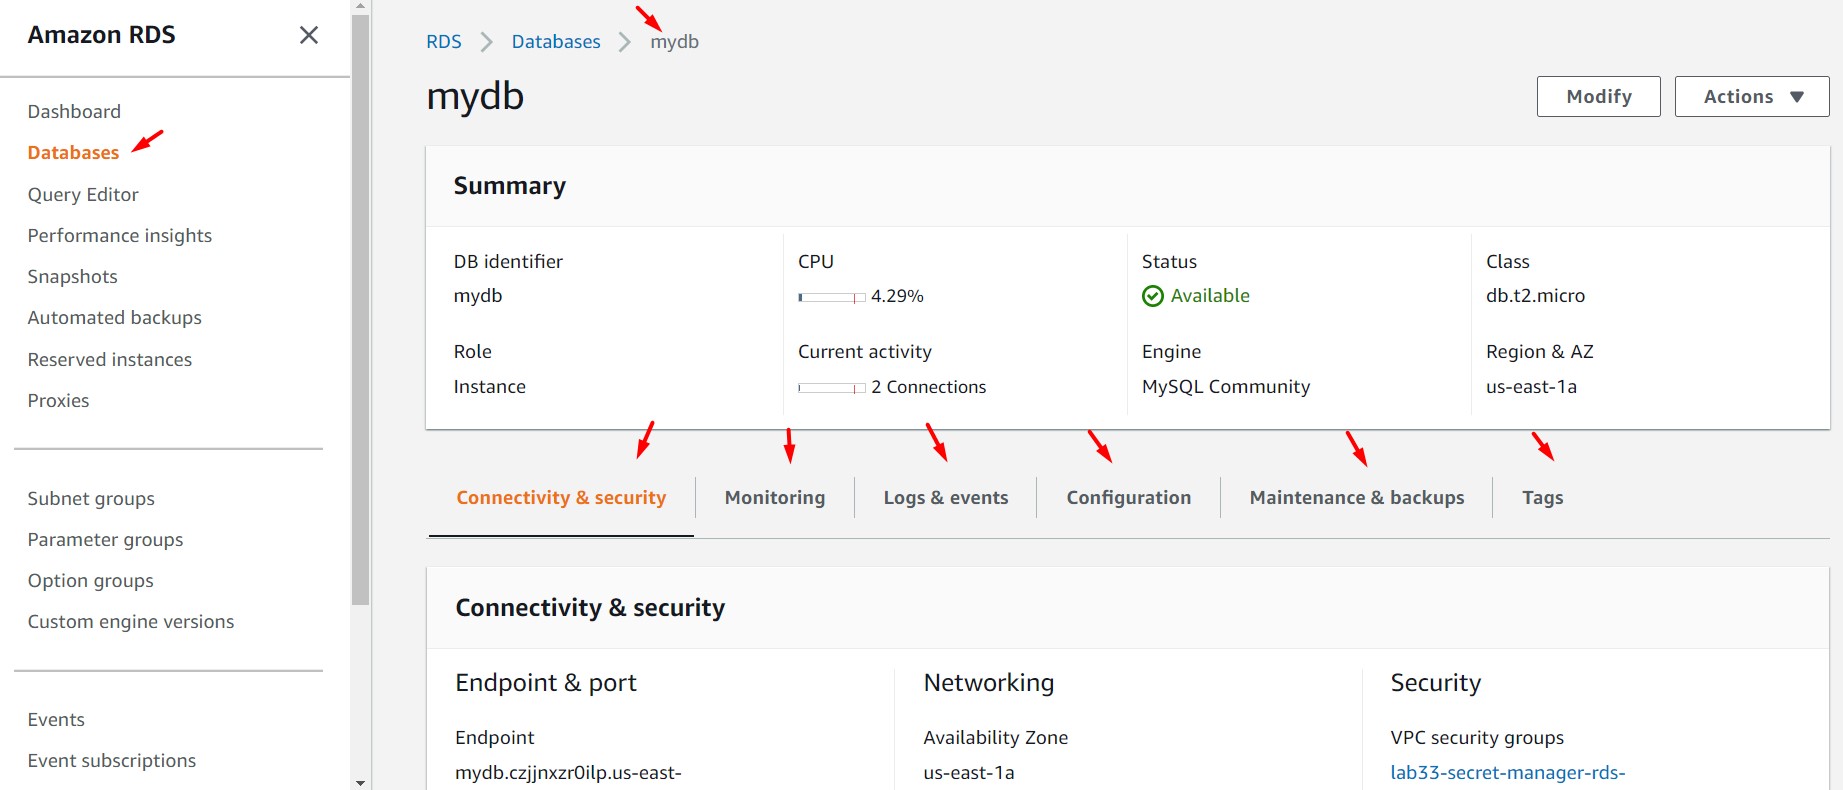 Amazon RDS
Dashboard
Databases
Query Editor
Performance insights
Snapshots
Automated backups
Reserved instances
Proxies
Subnet groups
Parameter groups
Option groups
Custom engine versions
Events
Event subscriptions
RDS Databases mydb
mydb
Modify Actions
Summary
DB identifier
mydb
CPU
4.29%
Status
Available
Class
db.t2.micro
Role
Instance
Current activity
2 Connections
Engine
MySQL Community
Region & AZ
us-east-1a
Connectivity & security Monitoring Logs & events Configuration Maintenance & backups Tags
Connectivity & security
Endpoint & port
Endpoint
mydb.czjjnxzr0ilp.us-east-
Networking
Availability Zone
us-east-1a
Security
VPC security groups
lab33-secret-manager-rds-